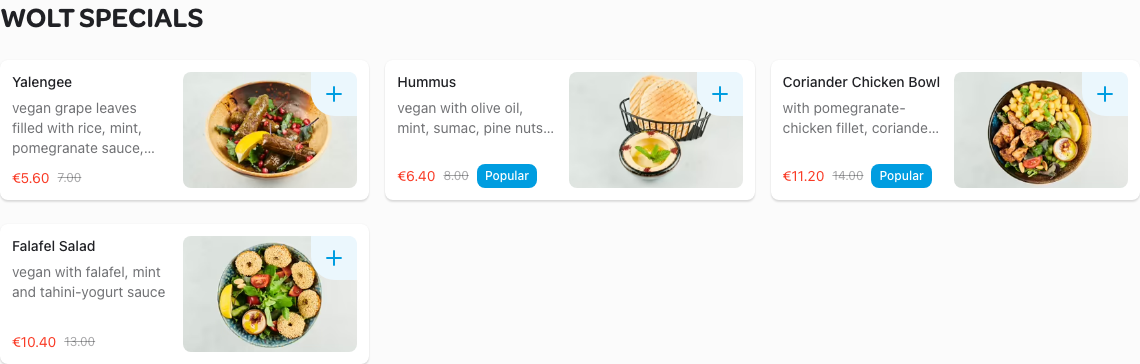 WOLT SPECIALS
Yalengee
vegan grape leaves
filled with rice, mint,
pomegranate sauce,...
€5.60 7.00
Hummus
vegan with olive oil,
mint, sumac, pine nuts...
€6.40 8.00 Popular
Coriander Chicken Bowl
with pomegranate-
chicken fillet, coriande...
€11.20 14.00 Popular
Falafel Salad
vegan with falafel, mint
and tahini-yogurt sauce
€10.40 13.00